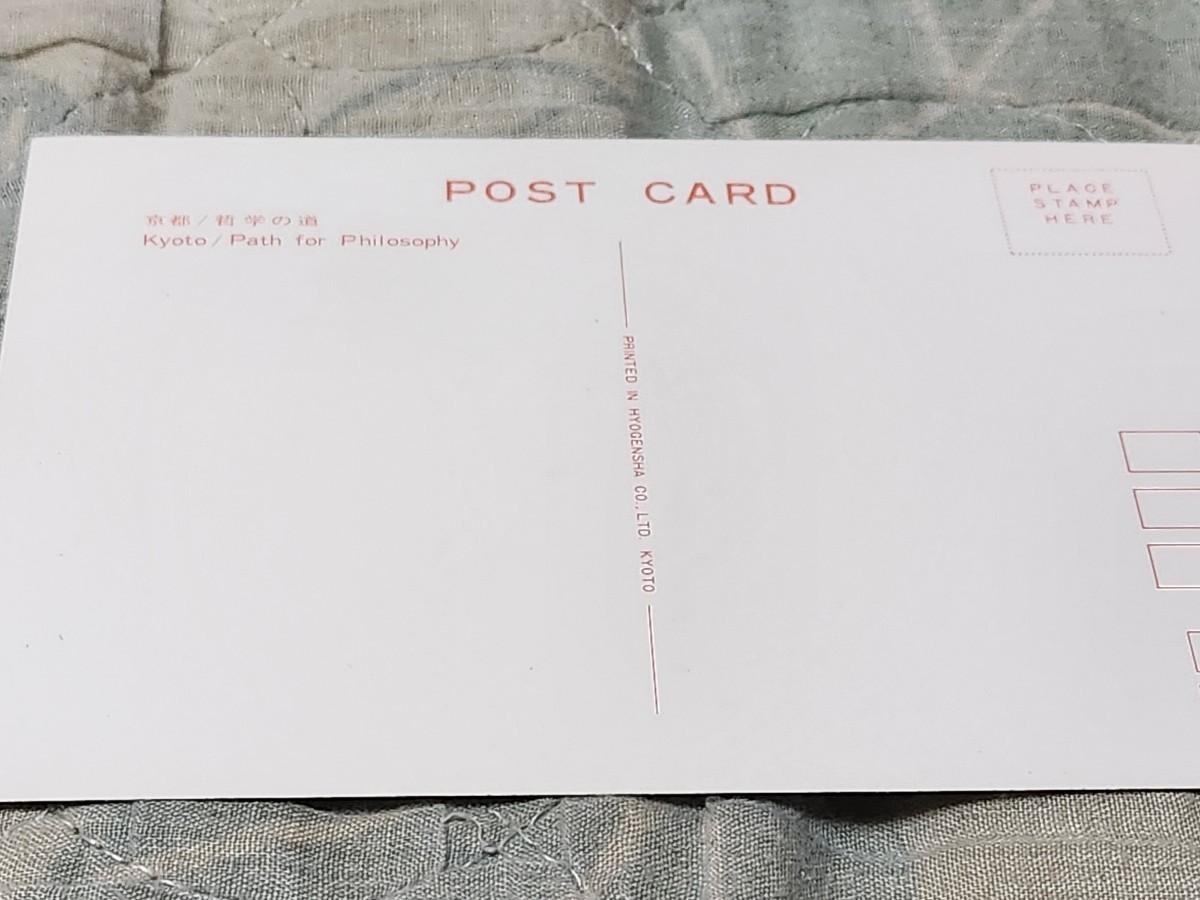 POST CARD
京都/哲学の道
Kyoto/Path for Philosophy
PLACE
STAMP
HERE
PRINTED IN HYOGENSHA CO., LTD. KYOTO